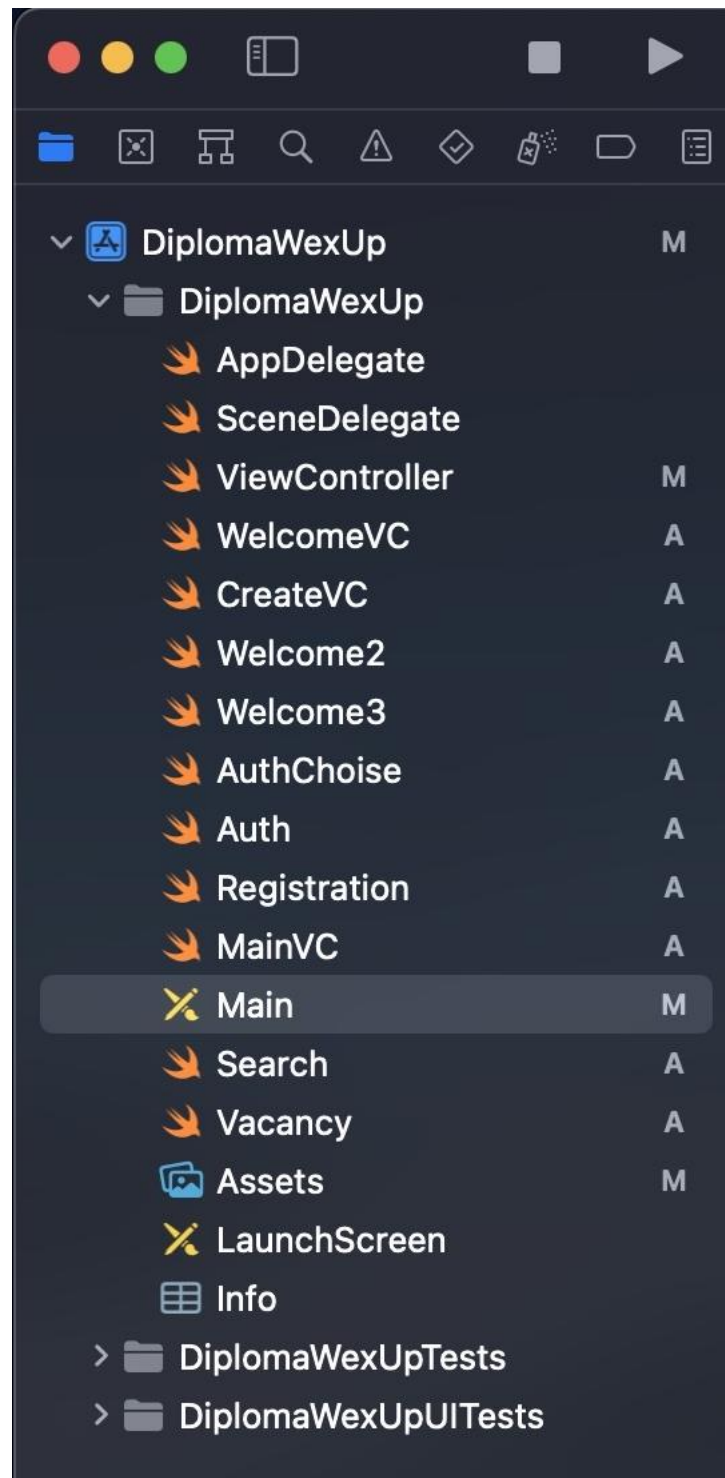 DiplomaWexUp M
DiplomaWexUp
AppDelegate
SceneDelegate
ViewController M
WelcomeVC A
CreateVC A
Welcome2 A
Welcome3 A
AuthChoise A
Auth A
Registration A
MainVC A
Main M
Search A
Vacancy A
Assets M
LaunchScreen
Info
DiplomaWexUpTests
DiplomaWexUpUITests